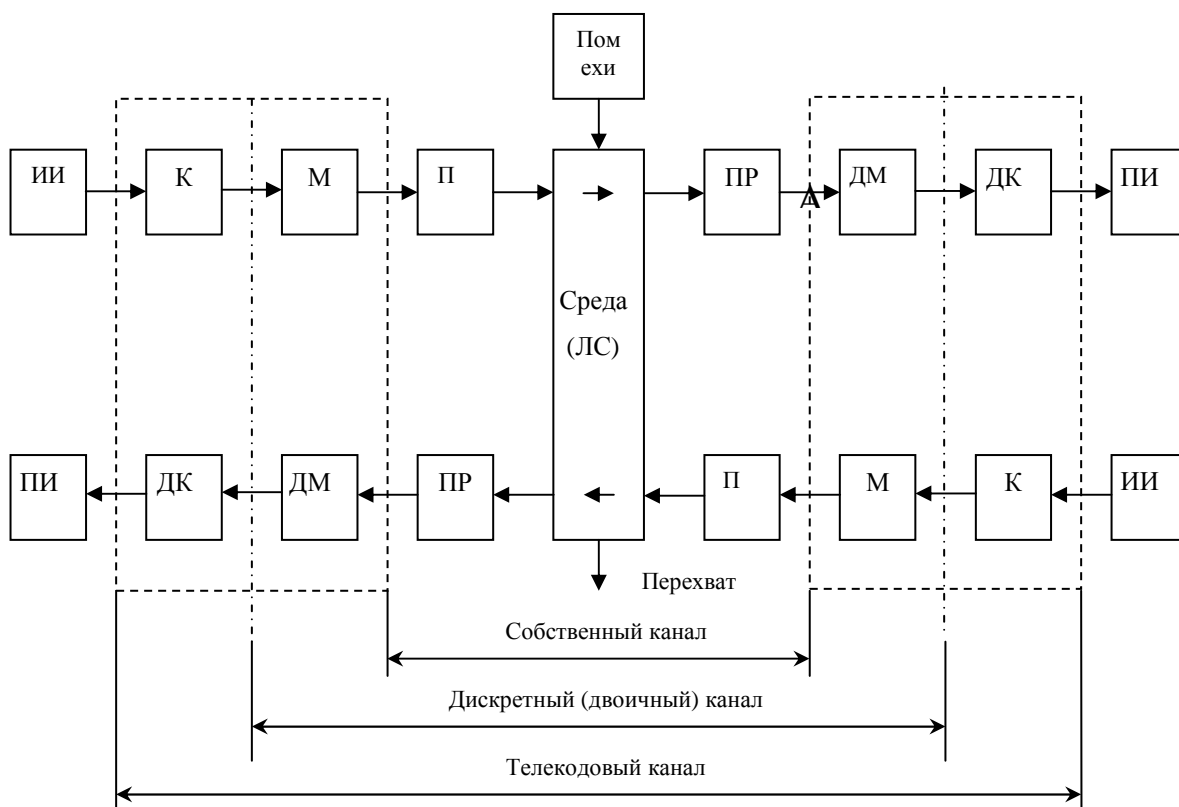 Пом
ехи
ИИ К М П ПР ДМ ДК ПИ
Д
Среда
(ЛС)
ПИ ДК ДМ ПР П М К ИИ
Перехват
Собственный канал
Дискретный (двоичный) канал
Телекодовый канал